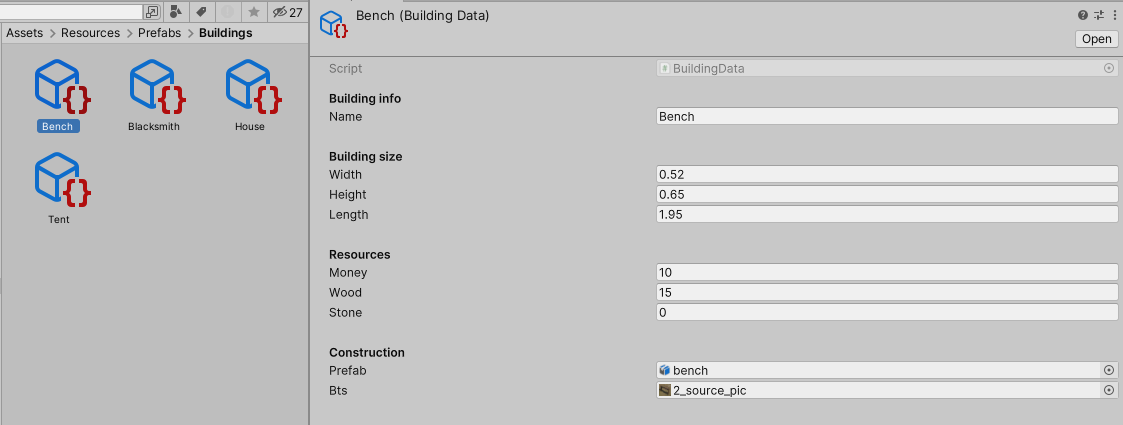 27
Assets > Resources > Prefabs > Buildings
Bench
Blacksmith
House
Tent
Bench (Building Data)
Open
Script
BuildingData
Building info
Name
Bench
Building size
Width
0.52
Height
0.65
Length
1.95
Resources
Money
10
Wood
15
Stone
0
Construction
Prefab
bench
Bts
2_source_pic